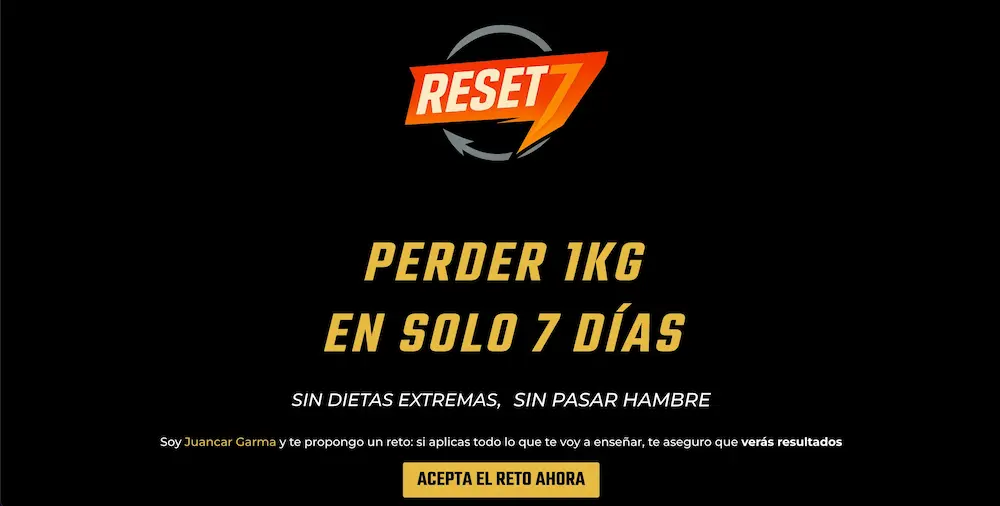 RESET 7
PERDER 1KG
EN SOLO 7 DÍAS
SIN DIETAS EXTREMAS, SIN PASAR HAMBRE
Soy Juancar Garma y te propongo un reto: si aplicas todo lo que te voy a enseñar, te aseguro que verás resultados
ACEPTA EL RETO AHORA